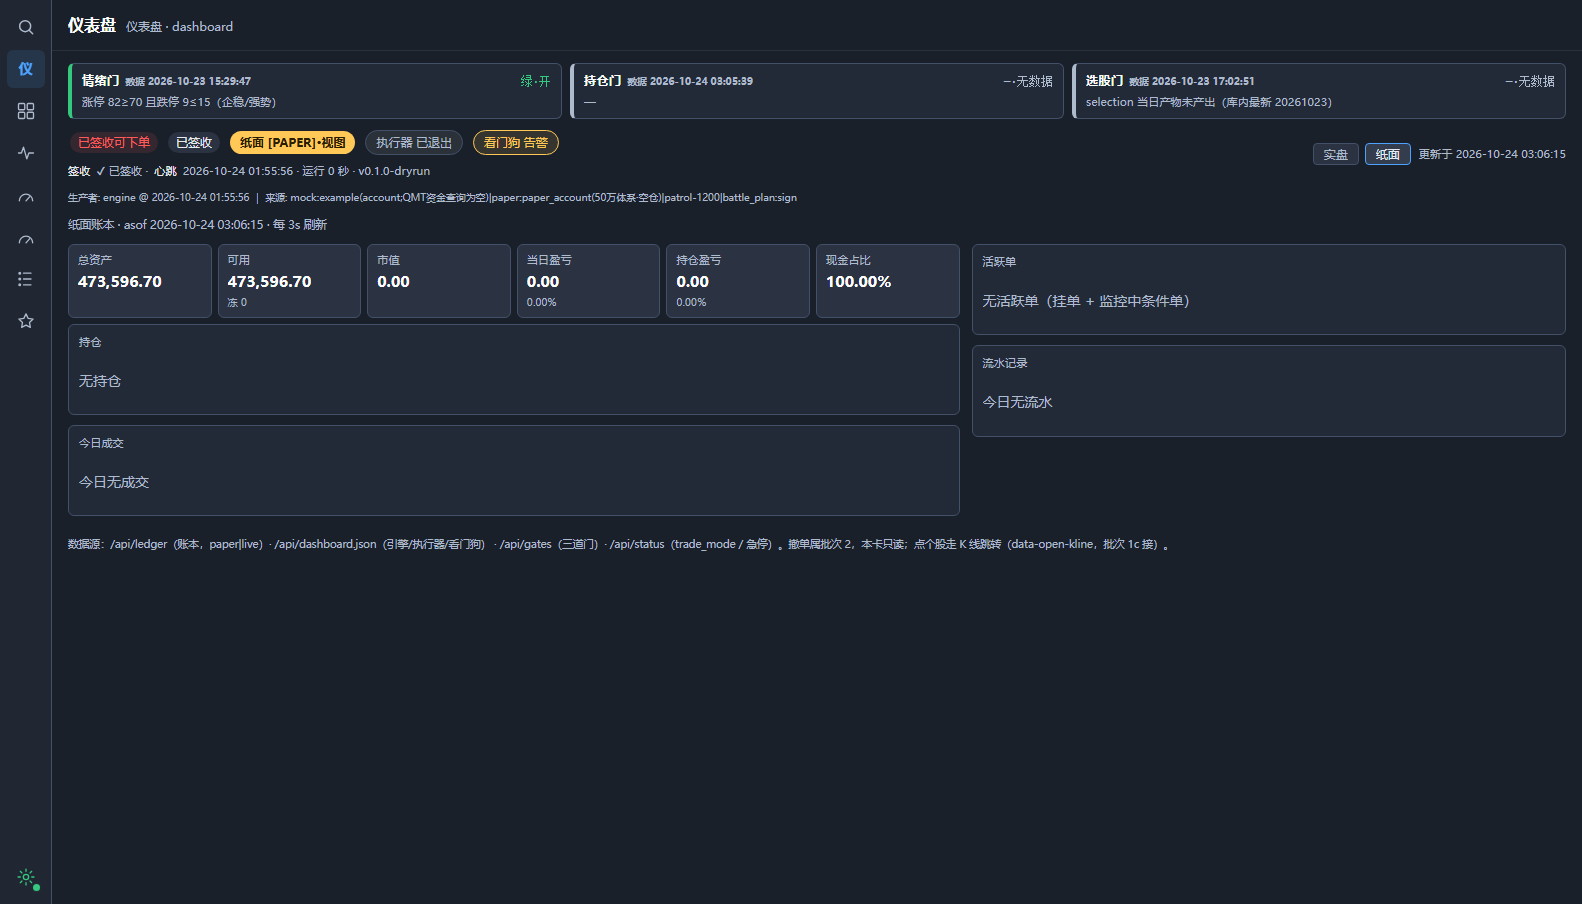 仪表盘 仪表盘 · dashboard
仪
情绪门 数据 2026-10-23 15:29:47 绿·开
涨停 82≥70 且跌停 9≤15（企稳/强势）
持仓门 数据 2026-10-24 03:05:39 —·无数据
—
选股门 数据 2026-10-23 17:02:51 —·无数据
selection 当日产物未产出（库内最新 20261023）
已签收可下单 已签收 纸面 [PAPER]·视图 执行器 已退出 看门狗 告警
实盘 纸面 更新于 2026-10-24 03:06:15
签收 ✓ 已签收 · 心跳 2026-10-24 01:55:56 · 运行 0 秒 · v0.1.0-dryrun
生产者: engine @ 2026-10-24 01:55:56 | 来源: mock:example(account;QMT资金查询为空)|paper:paper_account(50万体系·空仓)|patrol-1200|battle_plan:sign
纸面账本 · asof 2026-10-24 03:06:15 · 每 3s 刷新
总资产
473,596.70
可用
473,596.70
冻 0
市值
0.00
当日盈亏
0.00
0.00%
持仓盈亏
0.00
0.00%
现金占比
100.00%
活跃单
无活跃单（挂单 + 监控中条件单）
持仓
无持仓
流水记录
今日无流水
今日成交
今日无成交
数据源：/api/ledger（账本，paper|live）· /api/dashboard.json（引擎/执行器/看门狗） · /api/gates（三道门）· /api/status（trade_mode / 急停）。撤单属批次 2，本卡只读；点个股走 K 线跳转（data-open-kline，批次 1c 接）。